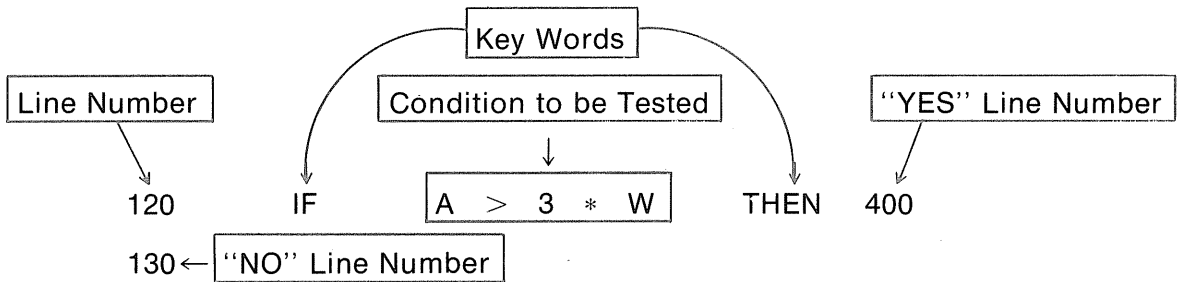 Key Words
Line Number
Condition to be Tested
“YES” Line Number
120 IF A > 3 * W THEN 400
130 ← “NO” Line Number